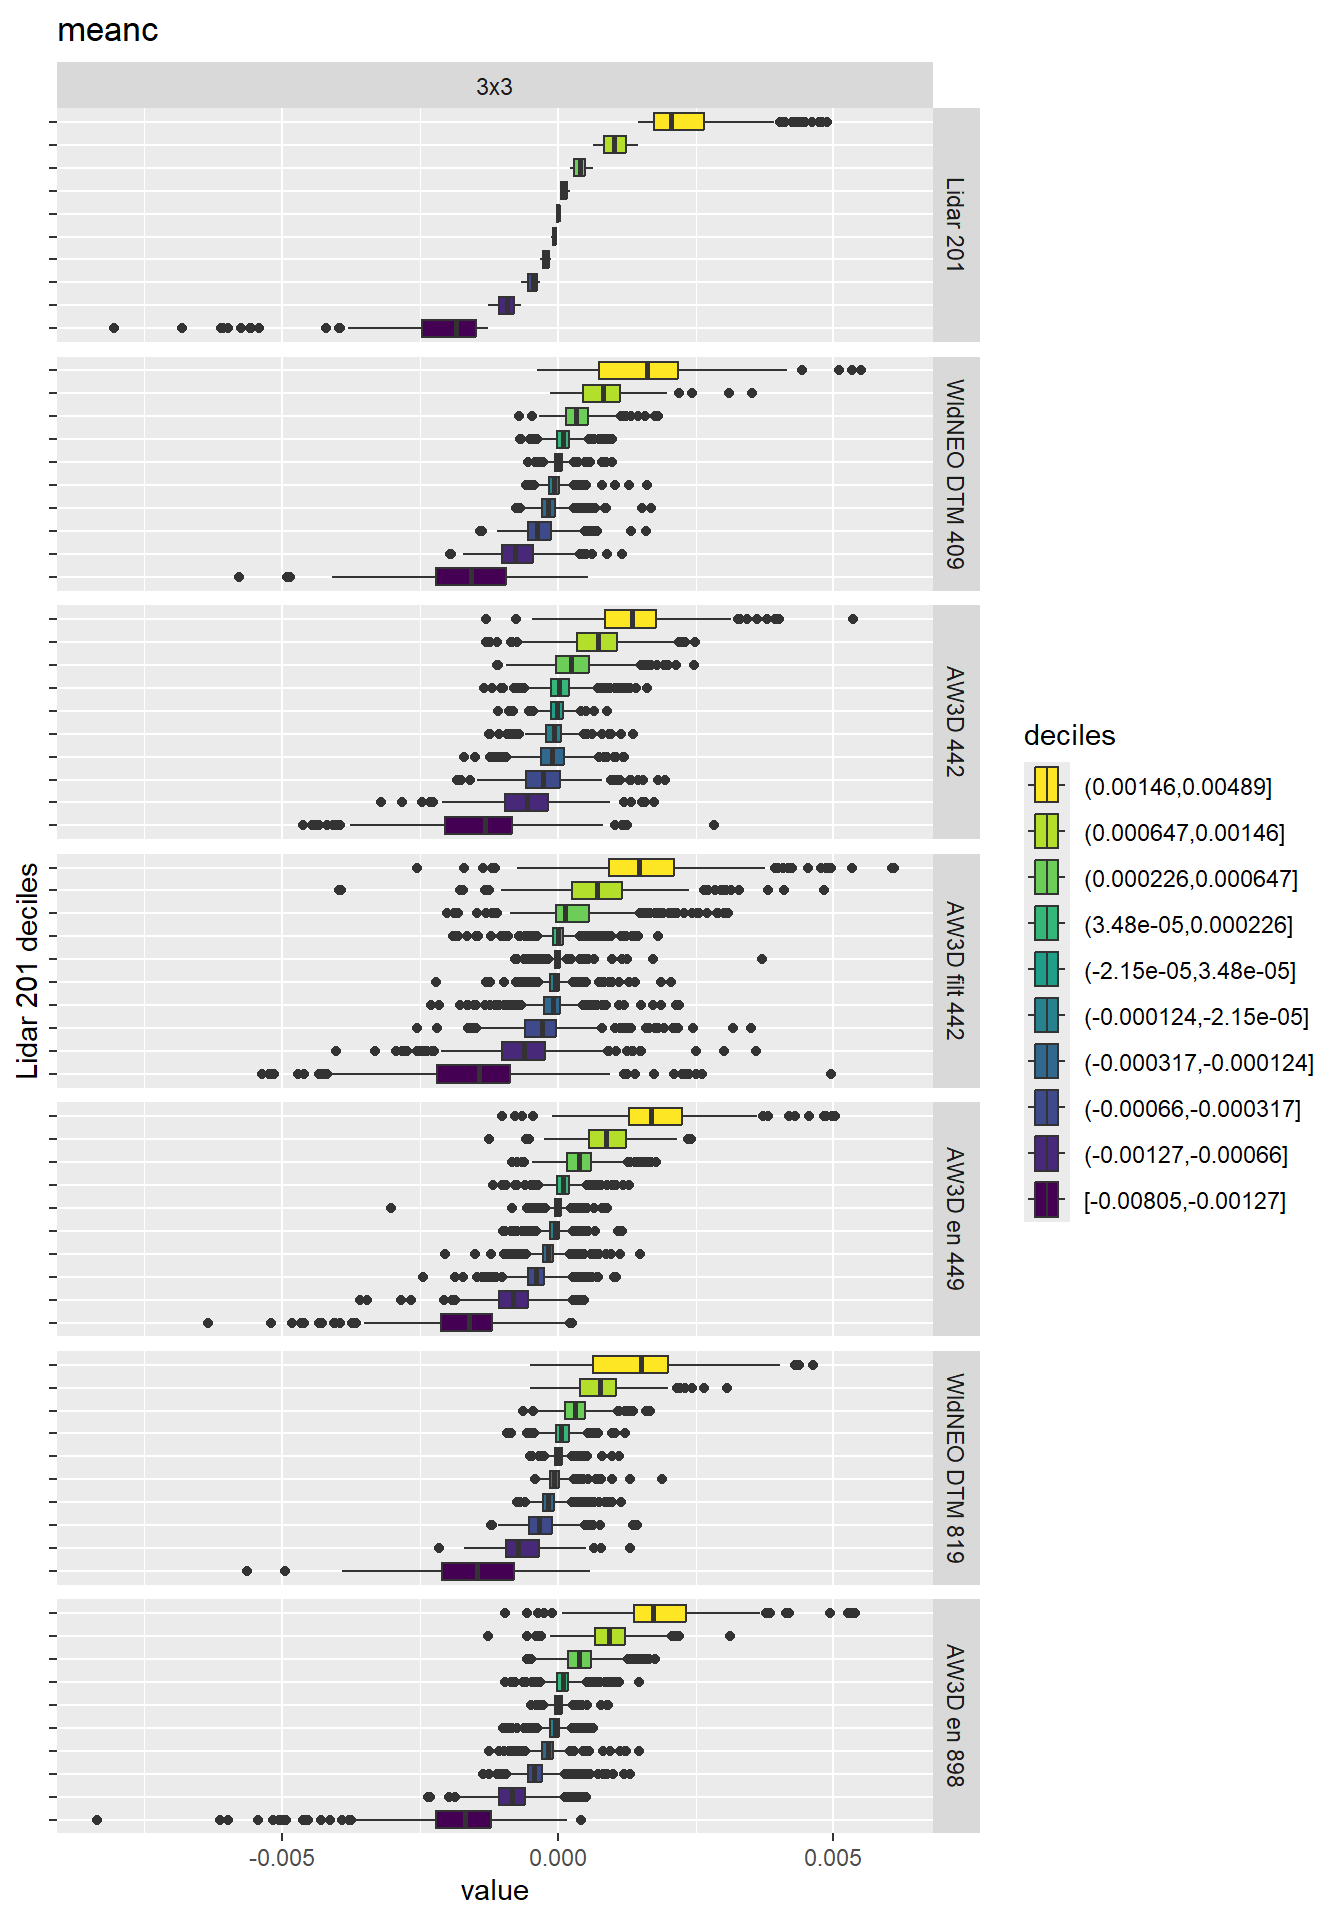 meanc
3x3
Lidar 201
WldNEO DTM 409
AW3D 442
AW3D filt 442
AW3D en 449
WldNEO DTM 819
AW3D en 898
Lidar 201 deciles
-0.005
0.000
0.005
value
deciles
(0.00146,0.00489]
(0.000647,0.00146]
(0.000226,0.000647]
(3.48e-05,0.000226]
(-2.15e-05,3.48e-05]
(-0.000124,-2.15e-05]
(-0.000317,-0.000124]
(-0.00066,-0.000317]
(-0.00127,-0.00066]
[-0.00805,-0.00127]